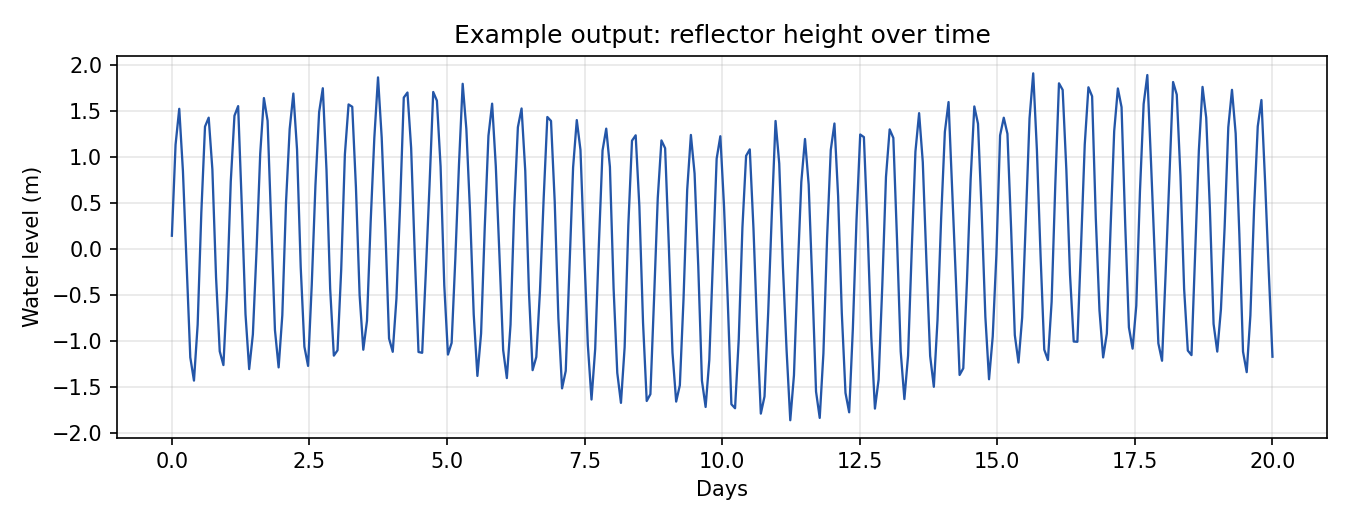 Example output: reflector height over time
Water level (m)
2.0
1.5
1.0
0.5
0.0
−0.5
−1.0
−1.5
−2.0
0.0 2.5 5.0 7.5 10.0 12.5 15.0 17.5 20.0
Days